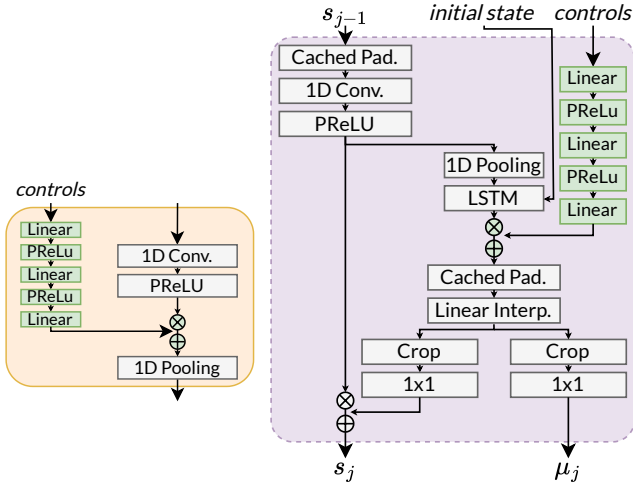 controls
Linear
PReLu
Linear
PReLu
Linear
1D Conv.
PReLU
1D Pooling
s_{j-1}
initial state
controls
Cached Pad.
1D Conv.
PReLU
Linear
PReLu
Linear
PReLu
Linear
1D Pooling
LSTM
Cached Pad.
Linear Interp.
Crop
Crop
1x1
1x1
s_j
μ_j